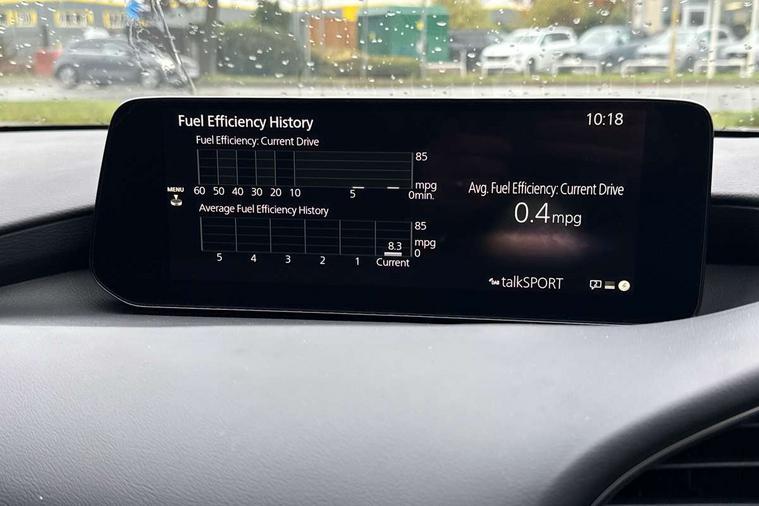 Fuel Efficiency History
10:18
Fuel Efficiency: Current Drive
85
mpg
60 50 40 30 20 10 5 0min.
MENU
Average Fuel Efficiency History
85
mpg
8.3
0
5 4 3 2 1 Current
Avg. Fuel Efficiency: Current Drive
0.4mpg
talkSPORT